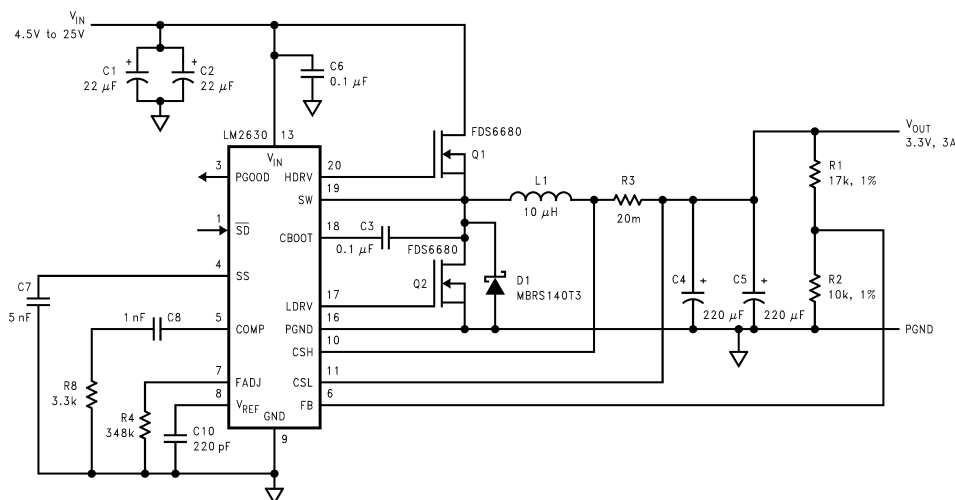 V_IN
4.5V to 25V
C1
22 μF
C2
22 μF
C6
0.1 μF
LM2630
13
V_IN
3
PGOOD
1
SD
4
SS
5
COMP
7
FADJ
8
V_REF
GND
9
20
HDRV
19
SW
18
CBOOT
17
LDRV
16
PGND
10
CSH
11
CSL
6
FB
FDS6680
Q1
C3
0.1 μF
FDS6680
Q2
D1
MBRS140T3
L1
10 μH
R3
20m
C4
220 μF
C5
220 μF
V_OUT
3.3V, 3A
R1
17k, 1%
R2
10k, 1%
PGND
C7
5 nF
1 nF
C8
R8
3.3k
R4
348k
C10
220 pF
+
+
+
+